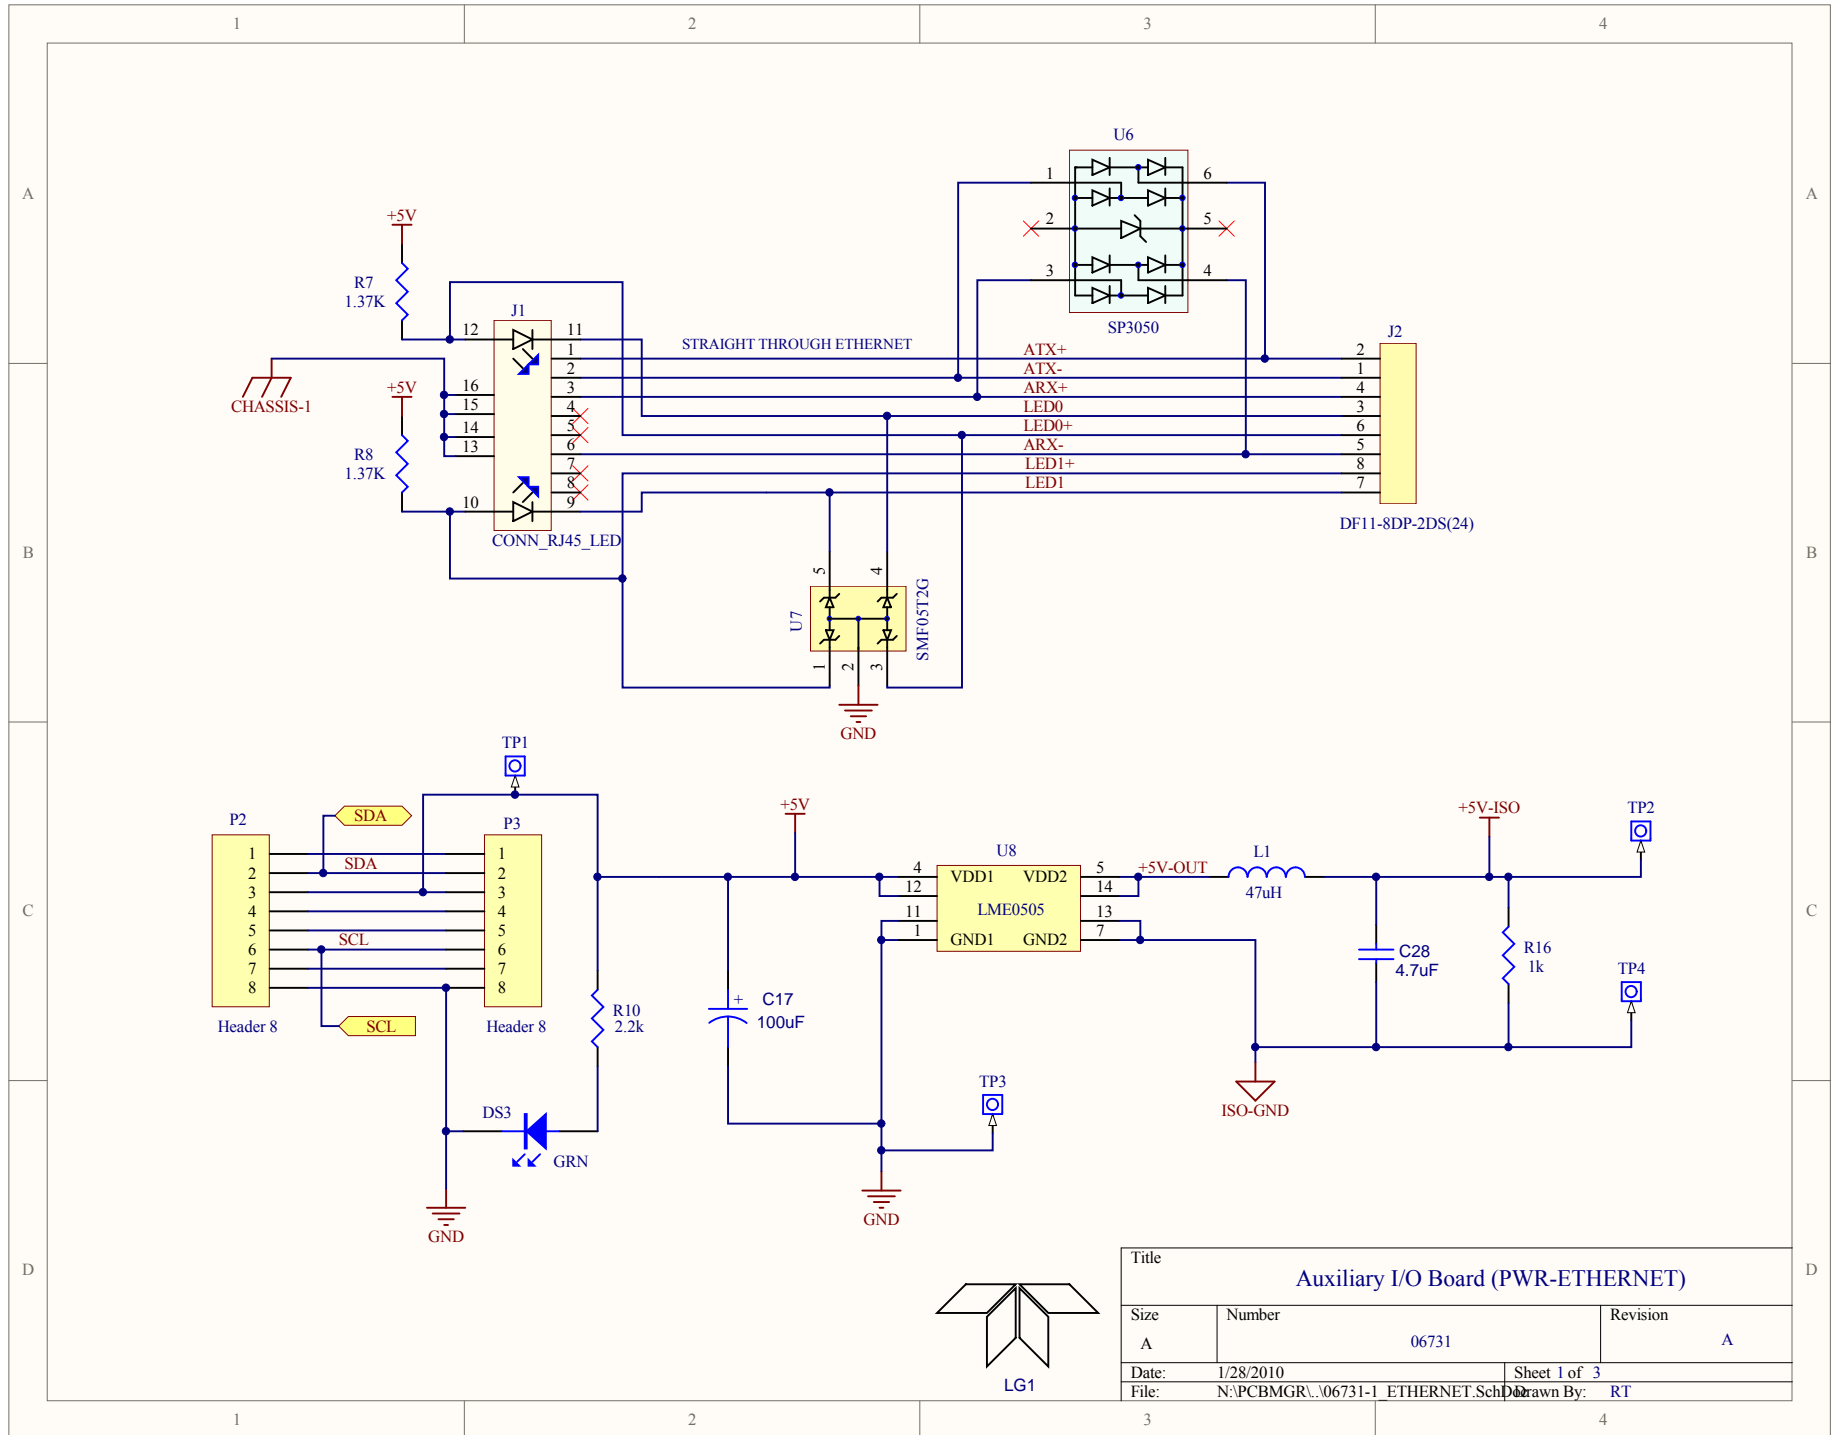 1 2 3 4
A A
U6
1 6
2 5
3 4
SP3050
+5V
R7
1.37K
J1
12 11
1
2
3
4
5
6
7
8
10 9
16
15
14
13
CONN_RJ45_LED
CHASSIS-1
+5V
R8
1.37K
STRAIGHT THROUGH ETHERNET
ATX+
ATX-
ARX+
LED0
LED0+
ARX-
LED1+
LED1
J2
2
1
4
3
6
5
8
7
DF11-8DP-2DS(24)
B B
5 4
U7
SMF05T2G
1 2 3
GND
TP1
P2
1
2
3
4
5
6
7
8
Header 8
SDA
SDA
SCL
SCL
P3
1
2
3
4
5
6
7
8
Header 8
C C
R10
2.2k
DS3
GRN
GND
+5V
+ C17
100uF
U8
4 VDD1 VDD2 5
12 14
LME0505
11 13
1 GND1 GND2 7
+5V-OUT
L1
47uH
+5V-ISO
TP2
C28
4.7uF
R16
1k
TP4
TP3
ISO-GND
GND
D D
LG1
Title
Auxiliary I/O Board (PWR-ETHERNET)
Size Number Revision
A 06731 A
Date: 1/28/2010 Sheet 1 of 3
File: N:\PCBMGR\..\06731-1_ETHERNET.SchDoc Drawn By: RT
1 2 3 4